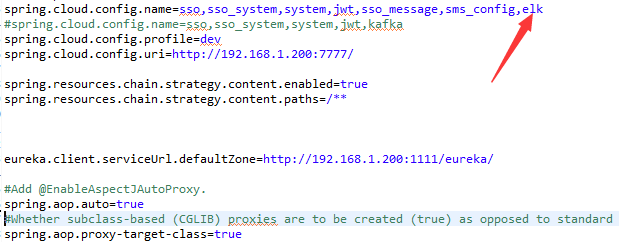 spring.cloud.config.name=sso,sso_system,system,jwt,sso_message,sms_config,elk
#spring.cloud.config.name=sso,sso_system,system,jwt,kafka
spring.cloud.config.profile=dev
spring.cloud.config.uri=http://192.168.1.200:7777/
spring.resources.chain.strategy.content.enabled=true
spring.resources.chain.strategy.content.paths=/**
eureka.client.serviceUrl.defaultZone=http://192.168.1.200:1111/eureka/
#Add @EnableAspectJAutoProxy.
spring.aop.auto=true
#Whether subclass-based (CGLIB) proxies are to be created (true) as opposed to standard
spring.aop.proxy-target-class=true